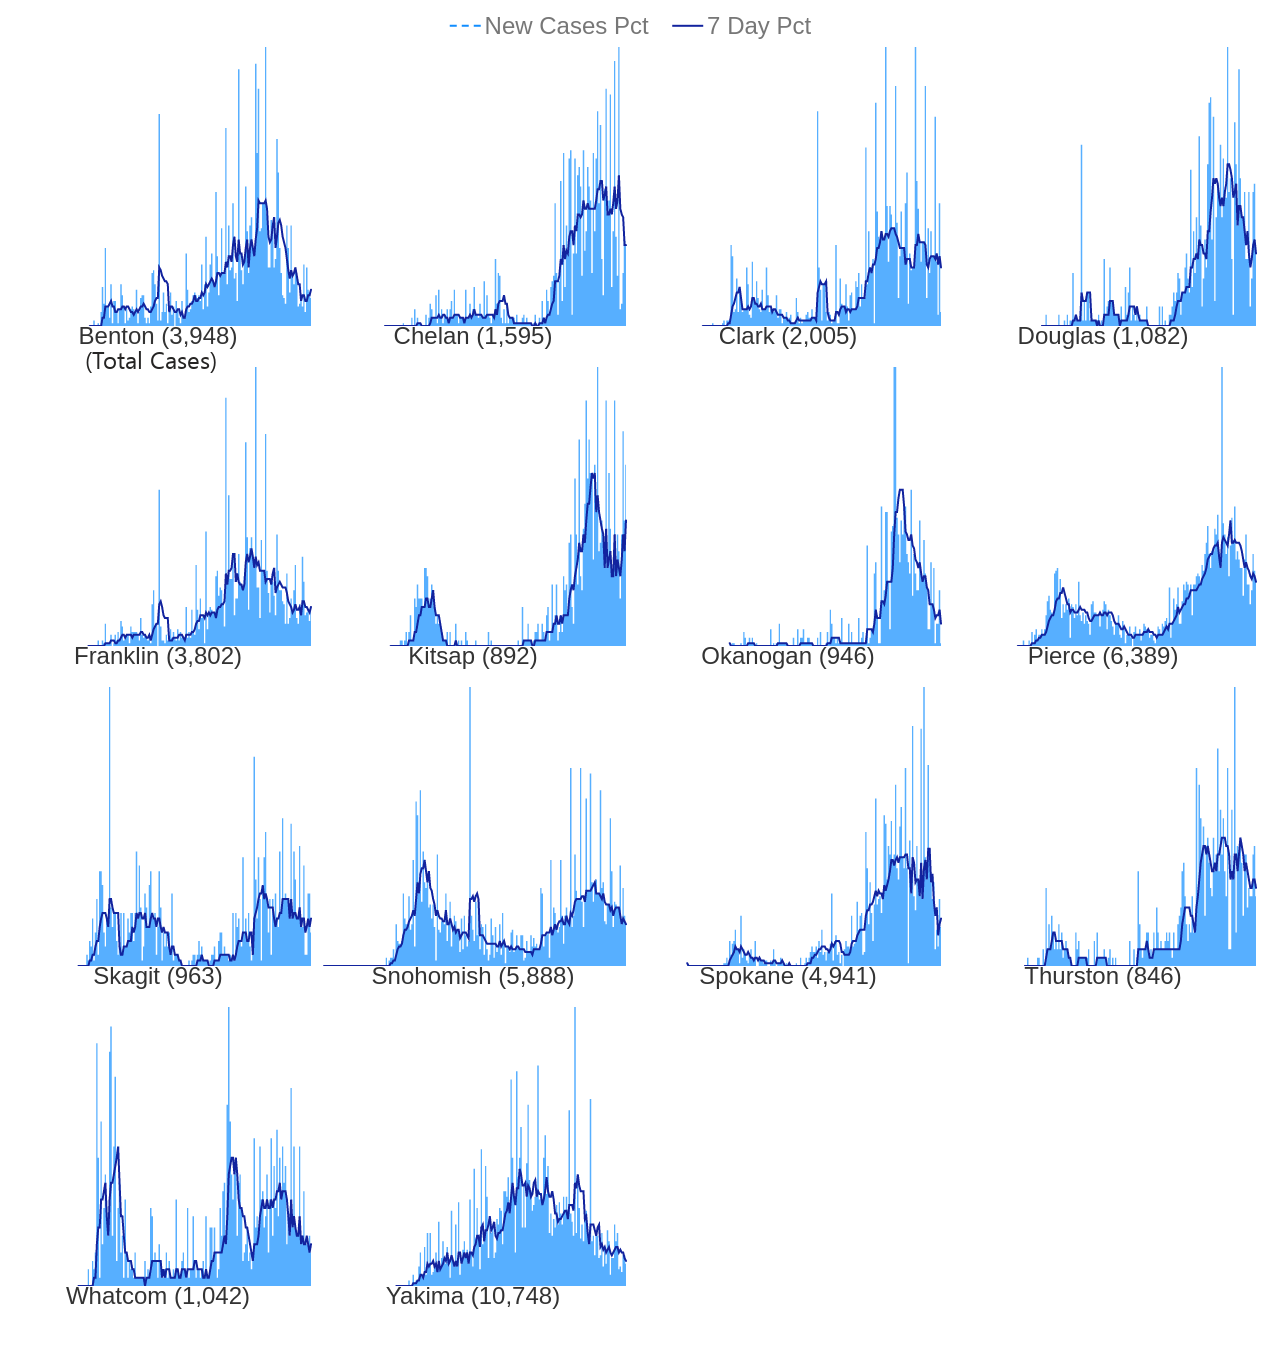 New Cases Pct 7 Day Pct
Benton (3,948) Chelan (1,595) Clark (2,005) Douglas (1,082)
(Total Cases)
Franklin (3,802) Kitsap (892) Okanogan (946) Pierce (6,389)
Skagit (963) Snohomish (5,888) Spokane (4,941) Thurston (846)
Whatcom (1,042) Yakima (10,748)